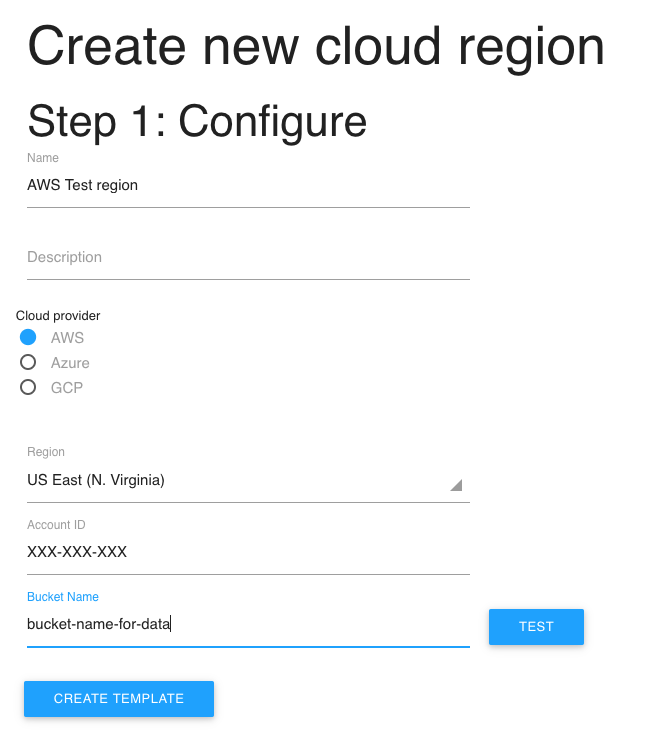 Create new cloud region
Step 1: Configure
Name
AWS Test region
Description
Cloud provider
AWS
Azure
GCP
Region
US East (N. Virginia)
Account ID
XXX-XXX-XXX
Bucket Name
bucket-name-for-data
TEST
CREATE TEMPLATE